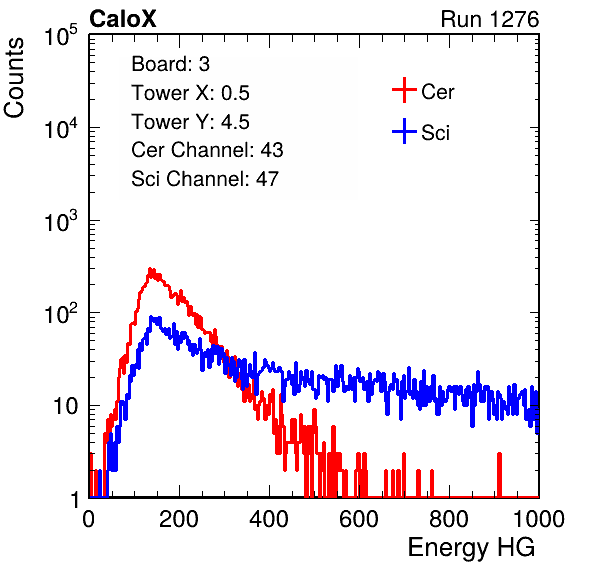 CaloX Run 1276
Counts
10^5
10^4
10^3
10^2
10
1
Board: 3
Tower X: 0.5
Tower Y: 4.5
Cer Channel: 43
Sci Channel: 47
Cer
Sci
0 200 400 600 800 1000
Energy HG